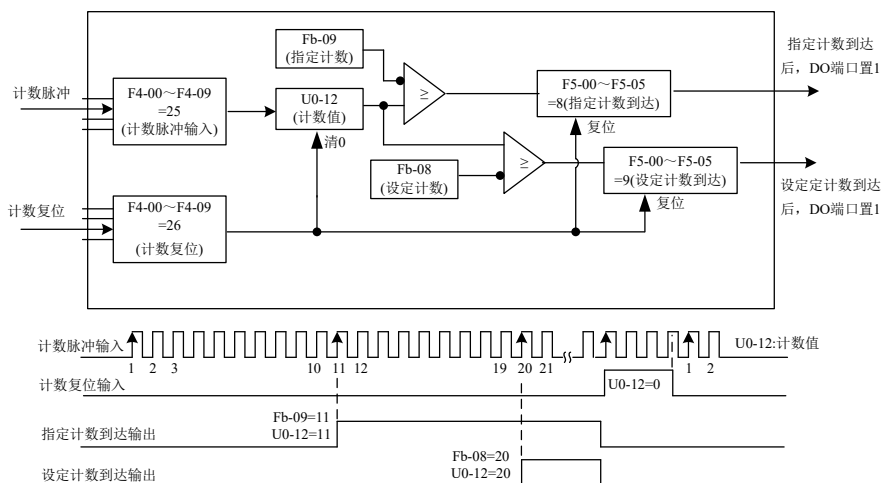 Fb-09
(指定计数)
指定计数到达
后，DO端口置1
计数脉冲
F4-00～F4-09
=25
(计数脉冲输入)
U0-12
(计数值)
≥
F5-00～F5-05
=8(指定计数到达)
清0
复位
Fb-08
(设定计数)
≥
F5-00～F5-05
=9(设定计数到达)
设定定计数到达
后，DO端口置1
计数复位
F4-00～F4-09
=26
(计数复位)
复位
计数脉冲输入
U0-12:计数值
1 2 3 10 11 12 19 20 21 1 2
计数复位输入
U0-12=0
Fb-09=11
U0-12=11
指定计数到达输出
Fb-08=20
U0-12=20
设定计数到达输出